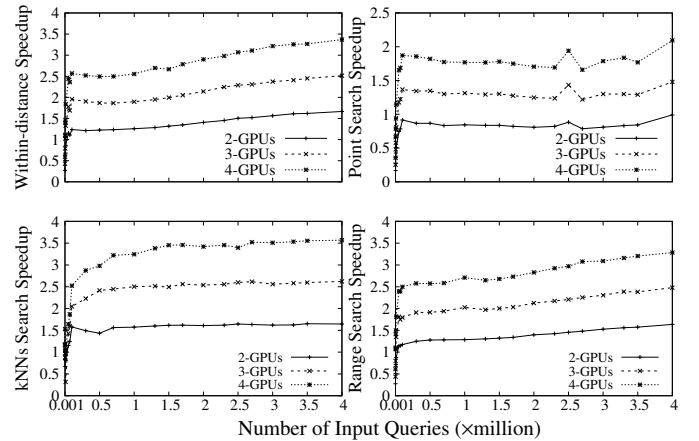 Within-distance Speedup
4
3.5
3
2.5
2
1.5
1
0.5
0
2-GPUs
3-GPUs
4-GPUs
Point Search Speedup
2.5
2
1.5
1
0.5
0
2-GPUs
3-GPUs
4-GPUs
kNNs Search Speedup
4
3.5
3
2.5
2
1.5
1
0.5
0
2-GPUs
3-GPUs
4-GPUs
0.001 0.5 1 1.5 2 2.5 3 3.5 4
Range Search Speedup
4
3.5
3
2.5
2
1.5
1
0.5
0
2-GPUs
3-GPUs
4-GPUs
0.001 0.5 1 1.5 2 2.5 3 3.5 4
Number of Input Queries (×million)